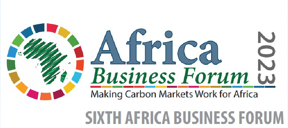 Africa
Business Forum
2023
Making Carbon Markets Work for Africa
SIXTH AFRICA BUSINESS FORUM